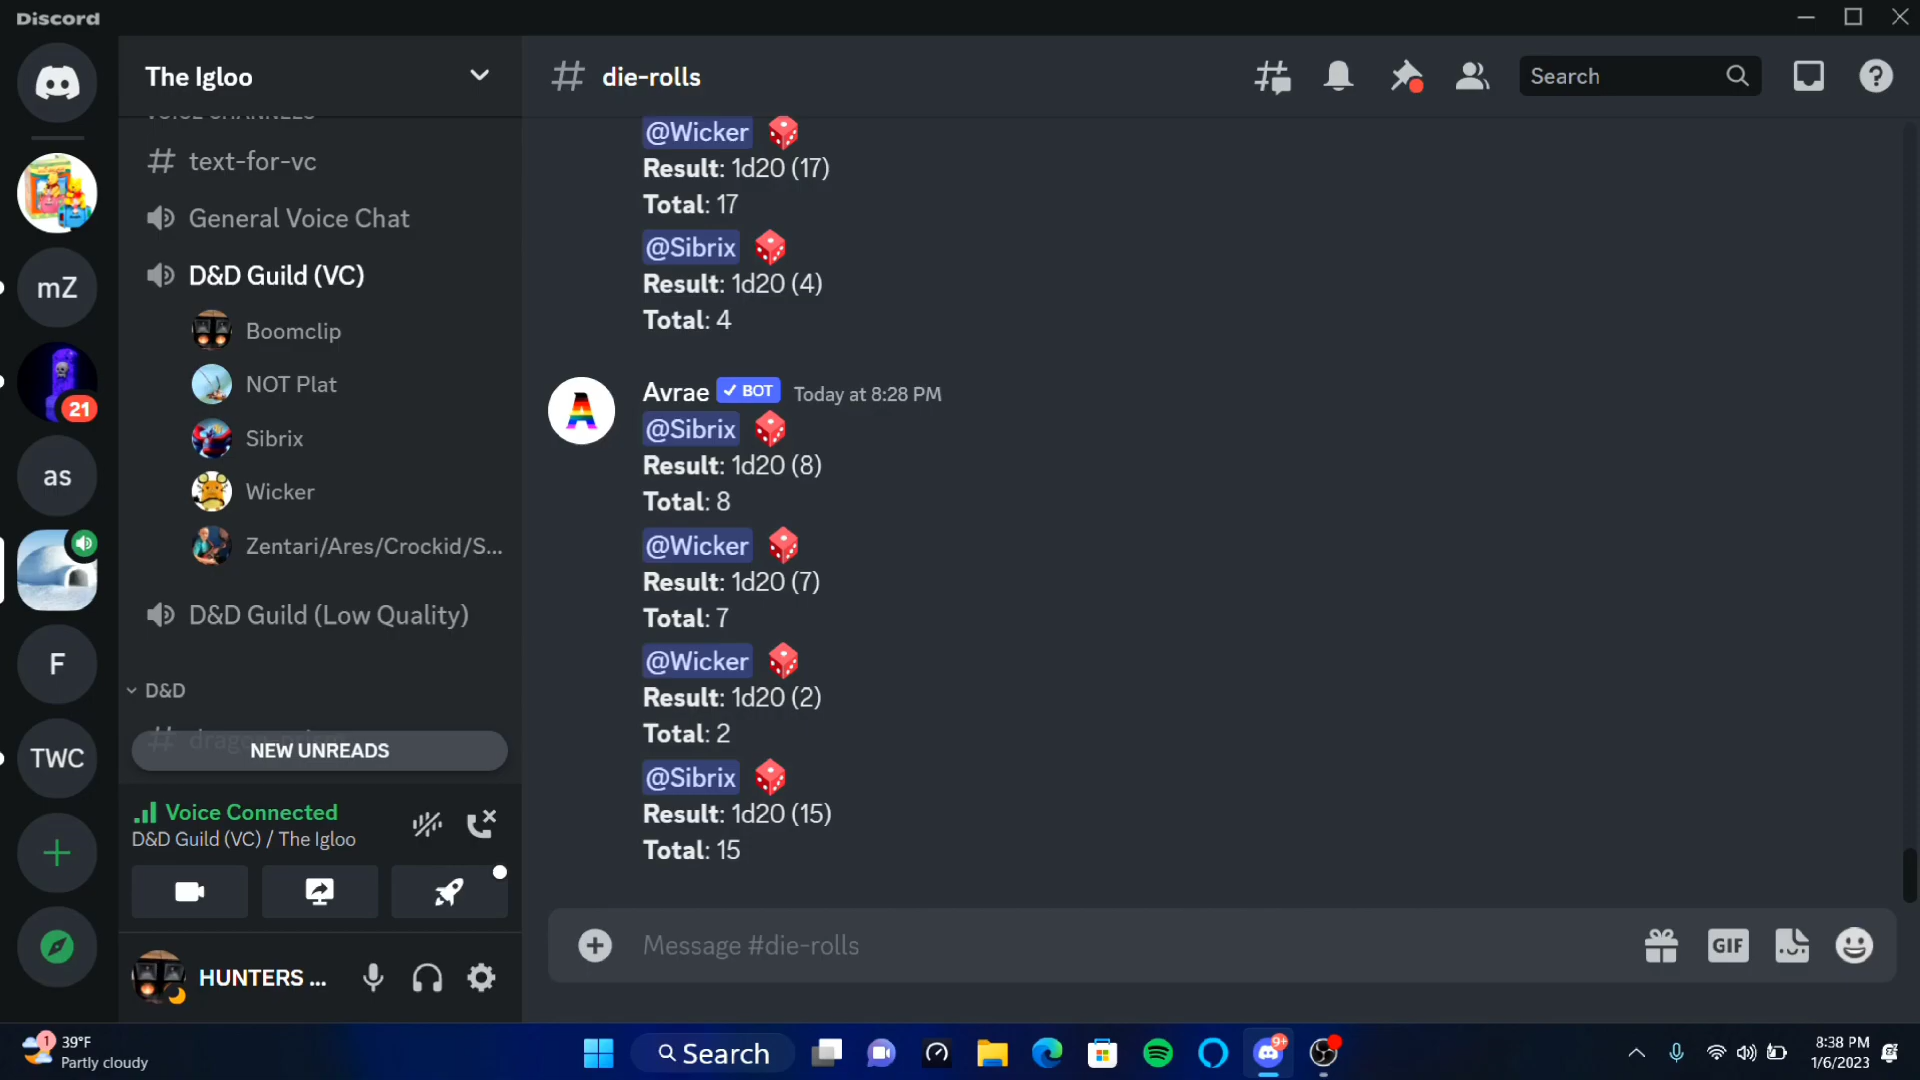 Discord
The Igloo
die-rolls
Search
text-for-vc
General Voice Chat
D&D Guild (VC)
Boomclip
NOT Plat
Sibrix
Wicker
Zentari/Ares/Crockid/S...
D&D Guild (Low Quality)
D&D
NEW UNREADS
Voice Connected
D&D Guild (VC) / The Igloo
HUNTERS ...
mZ
21
as
F
TWC
@Wicker
Result: 1d20 (17)
Total: 17
@Sibrix
Result: 1d20 (4)
Total: 4
A
Avrae BOT Today at 8:28 PM
@Sibrix
Result: 1d20 (8)
Total: 8
@Wicker
Result: 1d20 (7)
Total: 7
@Wicker
Result: 1d20 (2)
Total: 2
@Sibrix
Result: 1d20 (15)
Total: 15
Message #die-rolls
GIF
1
39°F
Partly cloudy
Search
9+
8:38 PM
1/6/2023